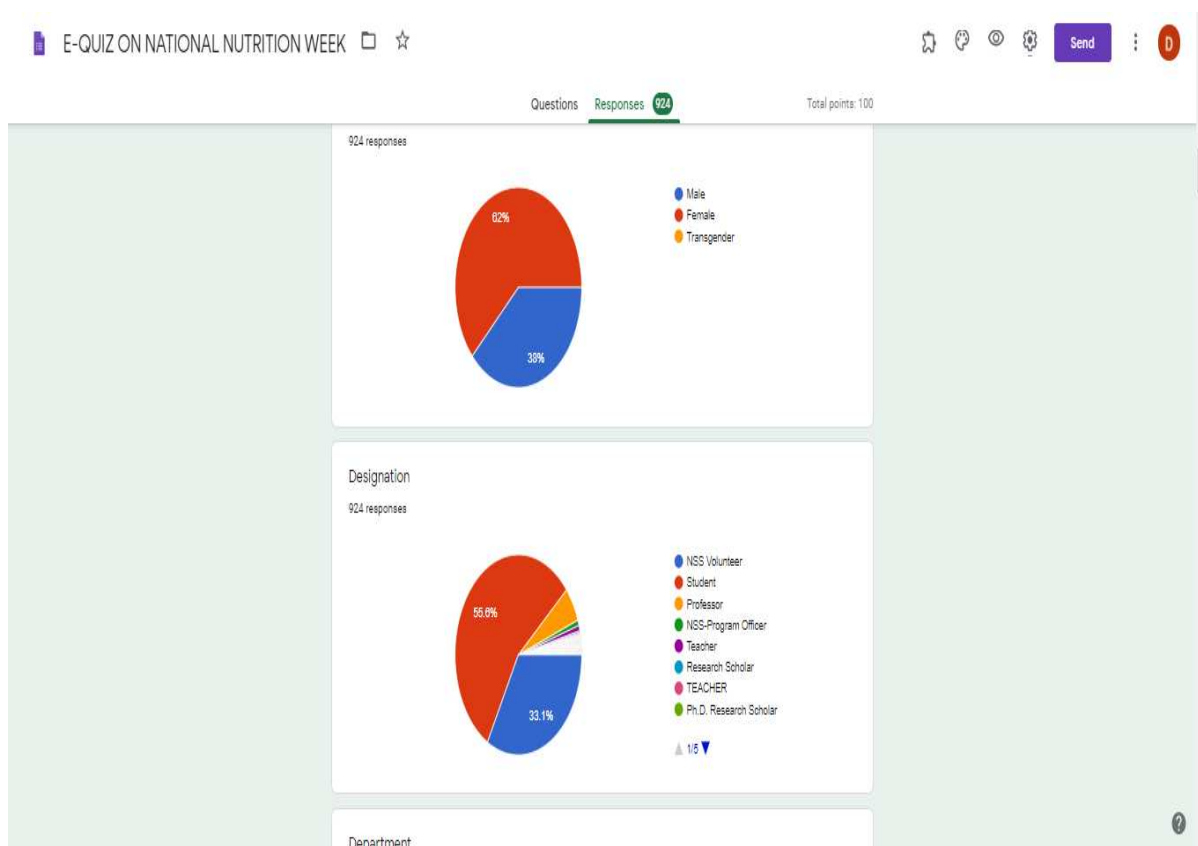 E-QUIZ ON NATIONAL NUTRITION WEEK
Send
D
Questions Responses 924 Total points: 100
924 responses
62%
38%
Male
Female
Transgender
Designation
924 responses
55.6%
33.1%
NSS Volunteer
Student
Professor
NSS-Program Officer
Teacher
Research Scholar
TEACHER
Ph.D. Research Scholar
1/5
Department